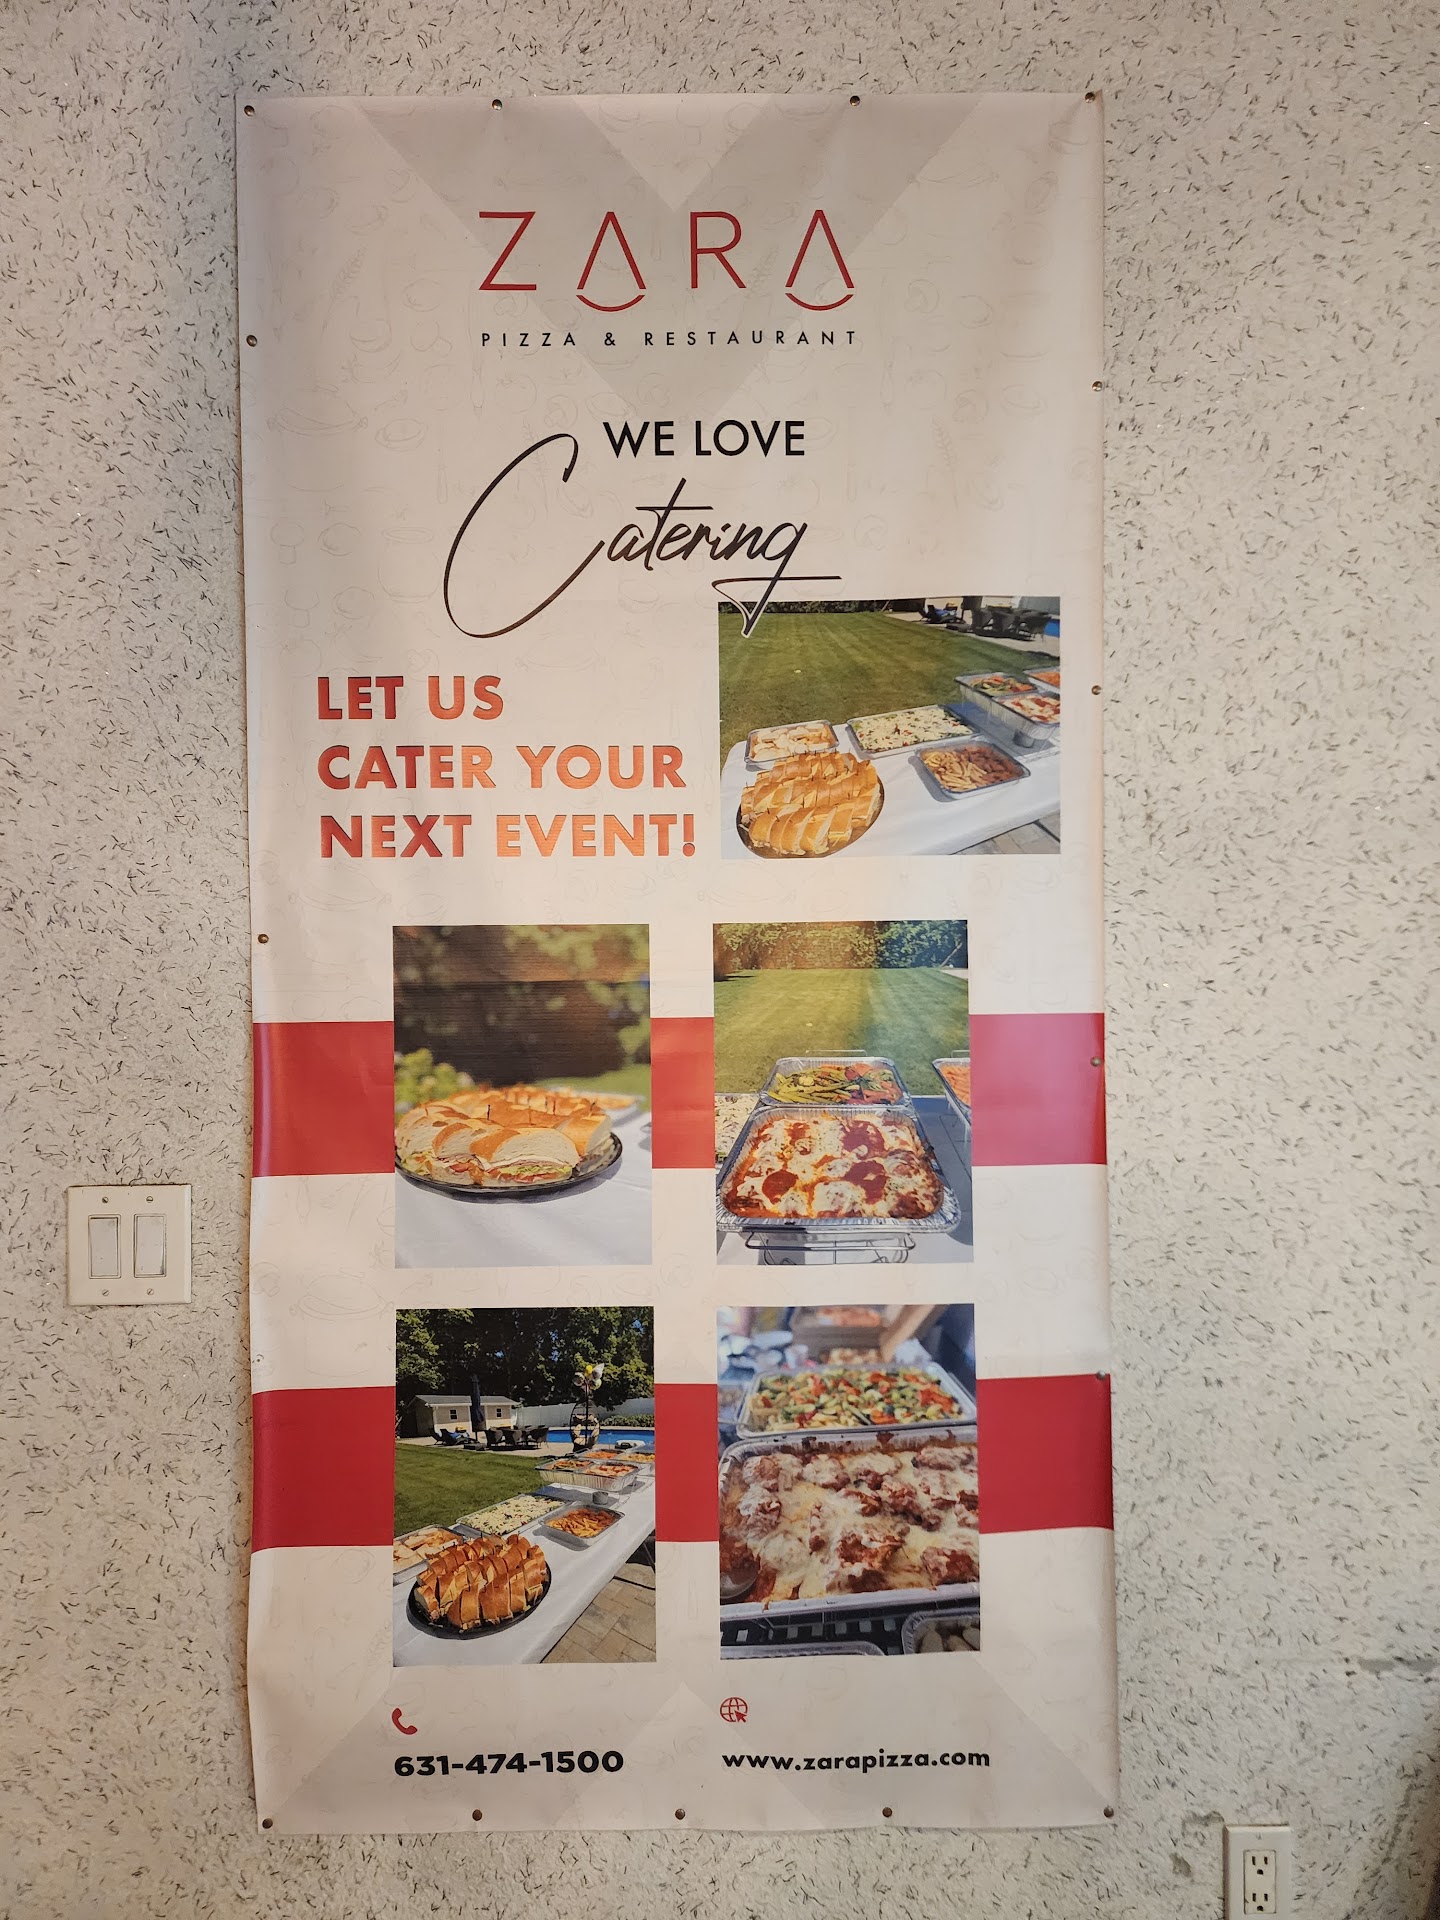 ZARA
PIZZA & RESTAURANT
WE LOVE
Catering
LET US
CATER YOUR
NEXT EVENT!
631-474-1500
www.zarapizza.com